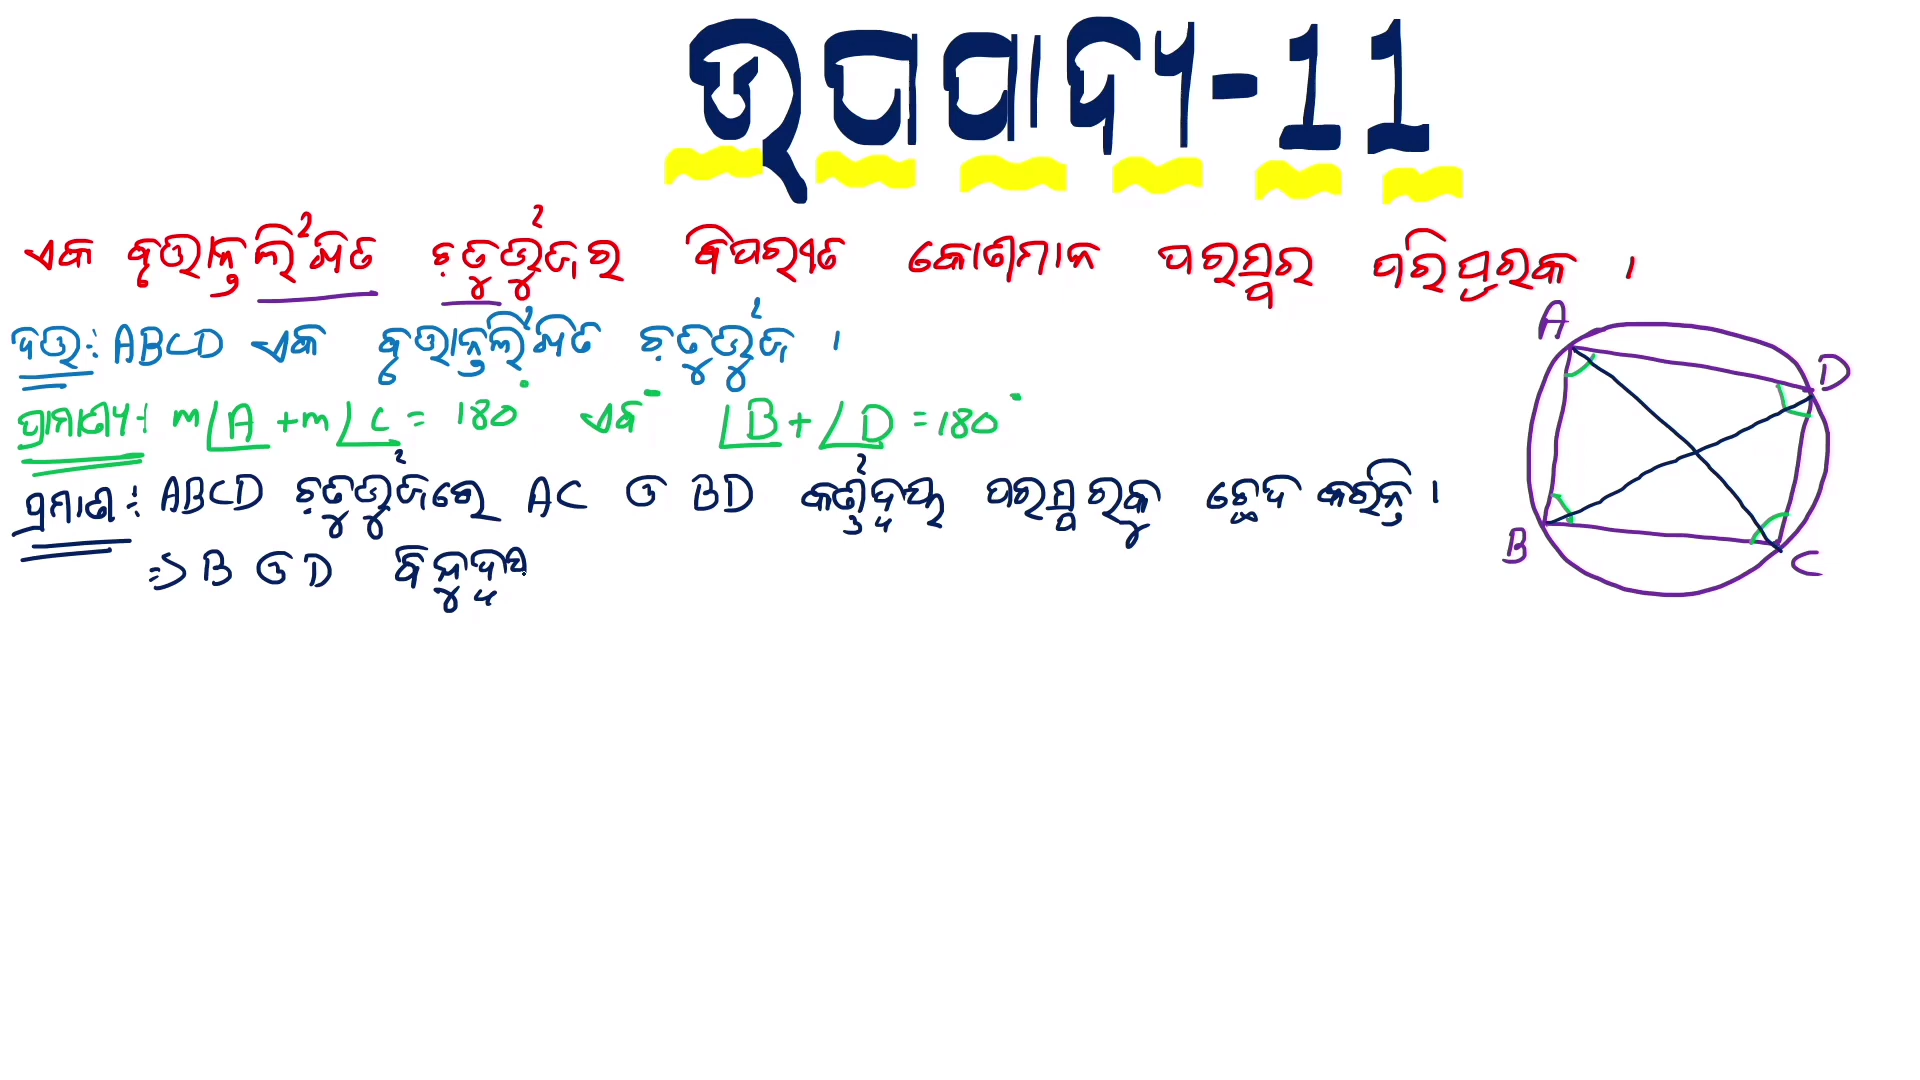 ଉପପାଦ୍ୟ-11
ଏକ ବୃତ୍ତାନ୍ତର୍ଲିଖିତ ଚତୁର୍ଭୁଜର ବିପରୀତ କୋଣମାନ ପରସ୍ପର ପରିପୂରକ ।
ଦତ୍ତ:- ABCD ଏକ ବୃତ୍ତାନ୍ତର୍ଲିଖିତ ଚତୁର୍ଭୁଜ ।
ପ୍ରାମାଣ୍ୟ:- m∠A + m∠C = 180° ଏବଂ ∠B + ∠D = 180°
ପ୍ରମାଣ:- ABCD ଚତୁର୍ଭୁଜରେ AC ଓ BD କର୍ଣ୍ଣଦ୍ୱୟ ପରସ୍ପରକୁ ଛେଦ କରନ୍ତି ।
=> B ଓ D ବିନ୍ଦୁଦ୍ୱୟ
A
D
B
C